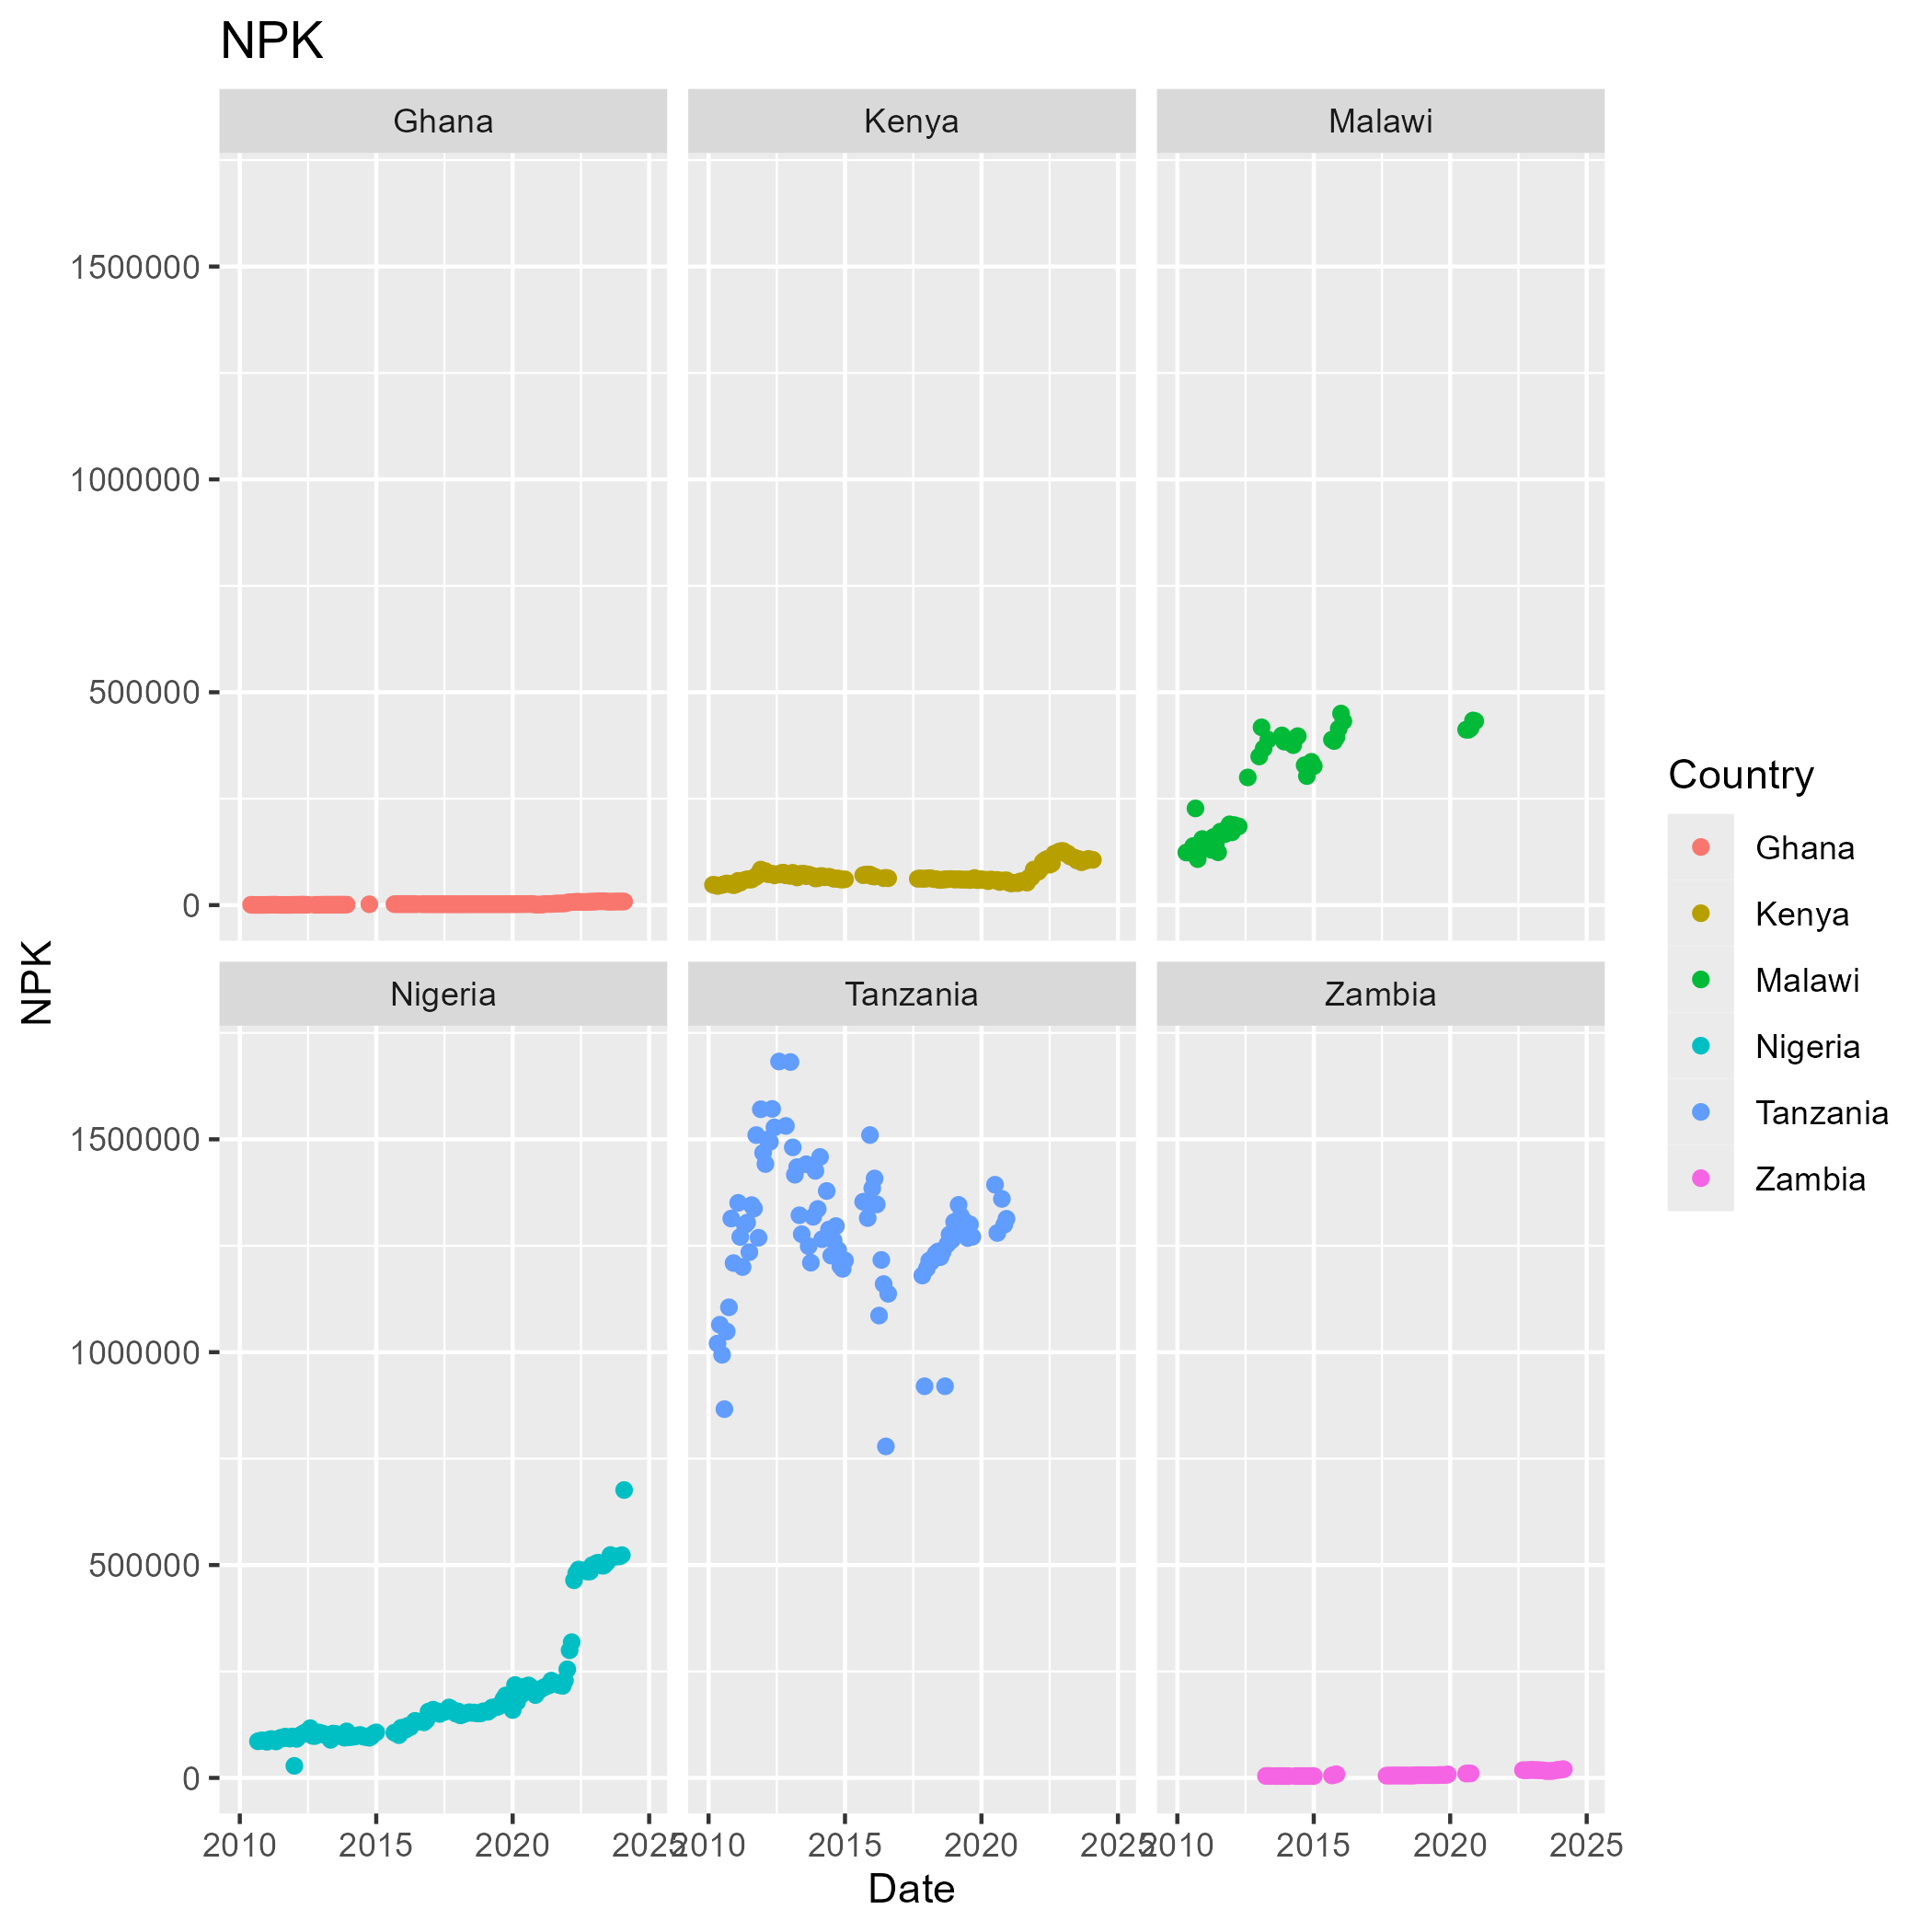 NPK
Ghana Kenya Malawi
1500000
1000000
500000
0
NPK
Nigeria Tanzania Zambia
1500000
1000000
500000
0
2010 2015 2020 2025 2010 2015 2020 2025 2010 2015 2020 2025
Date
Country
Ghana
Kenya
Malawi
Nigeria
Tanzania
Zambia